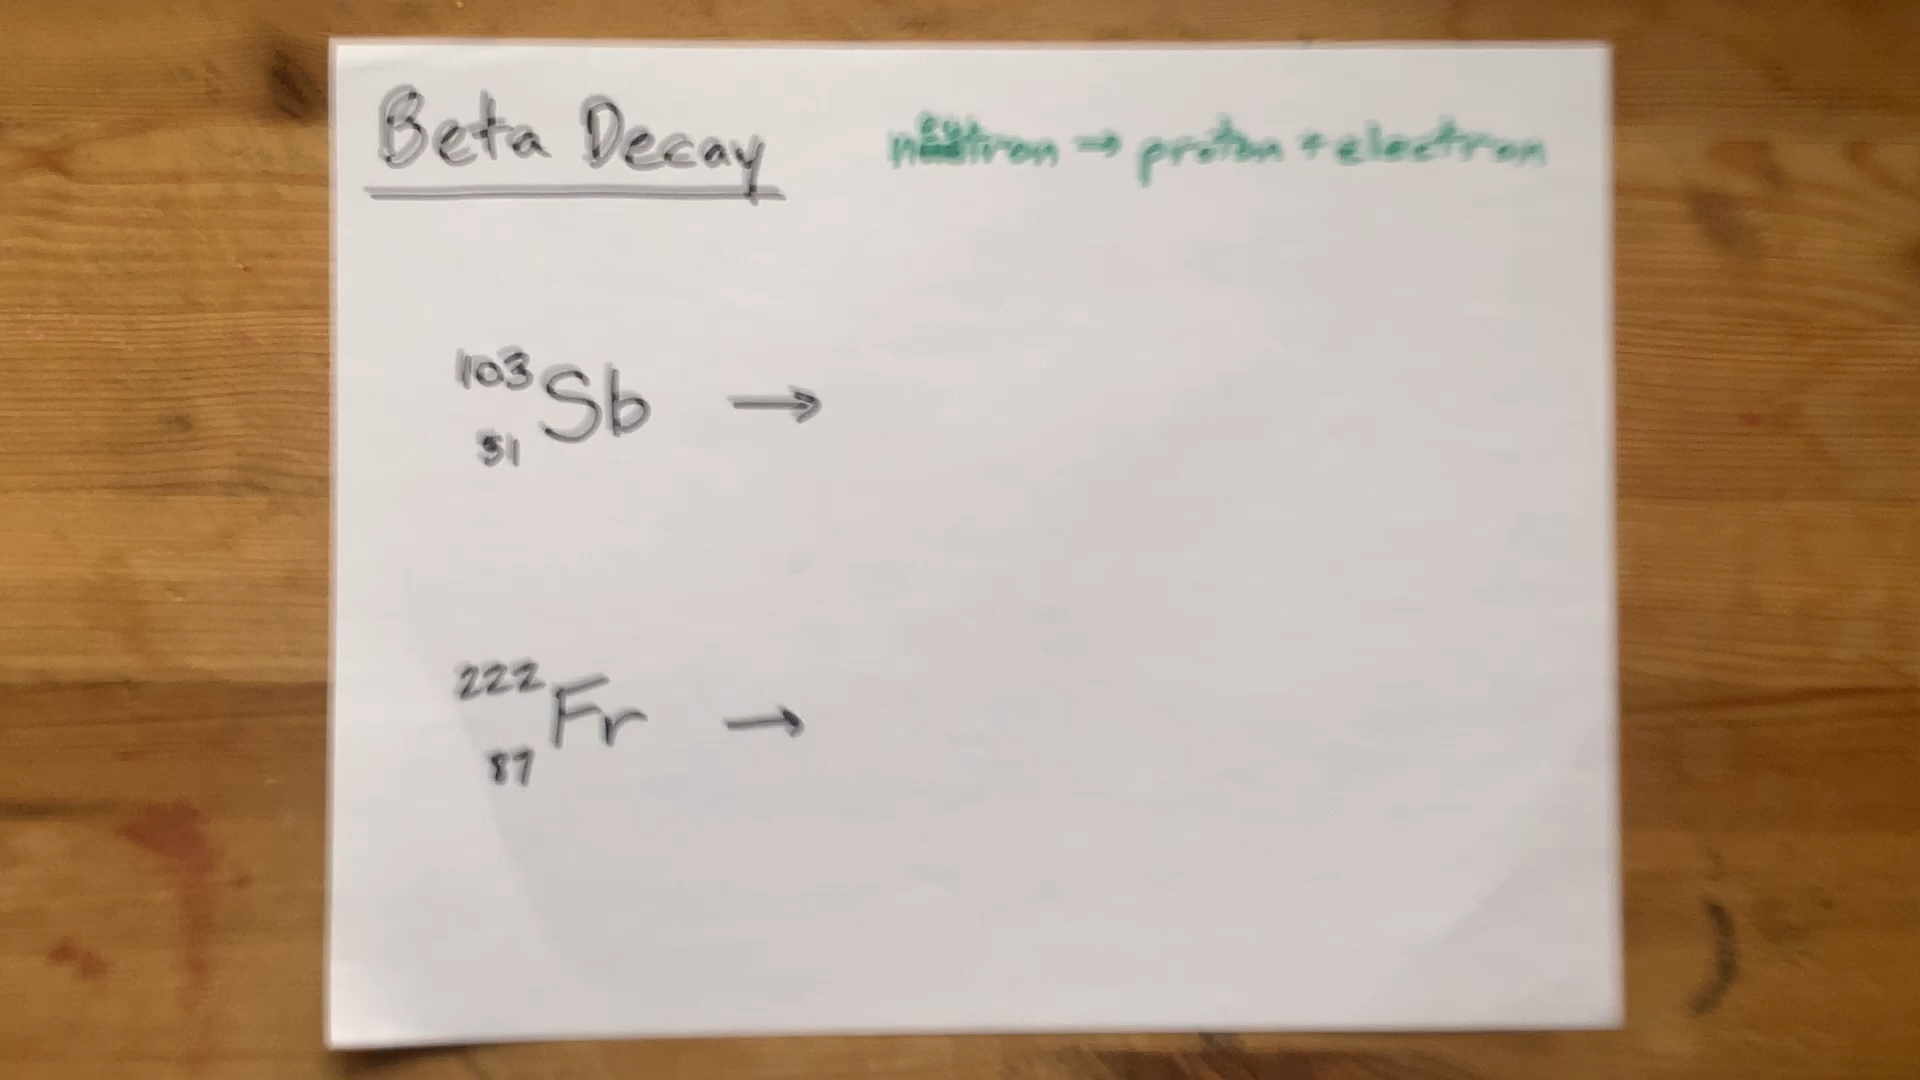 Beta Decay
neutron → proton + electron
103
51 Sb →
222
87 Fr →